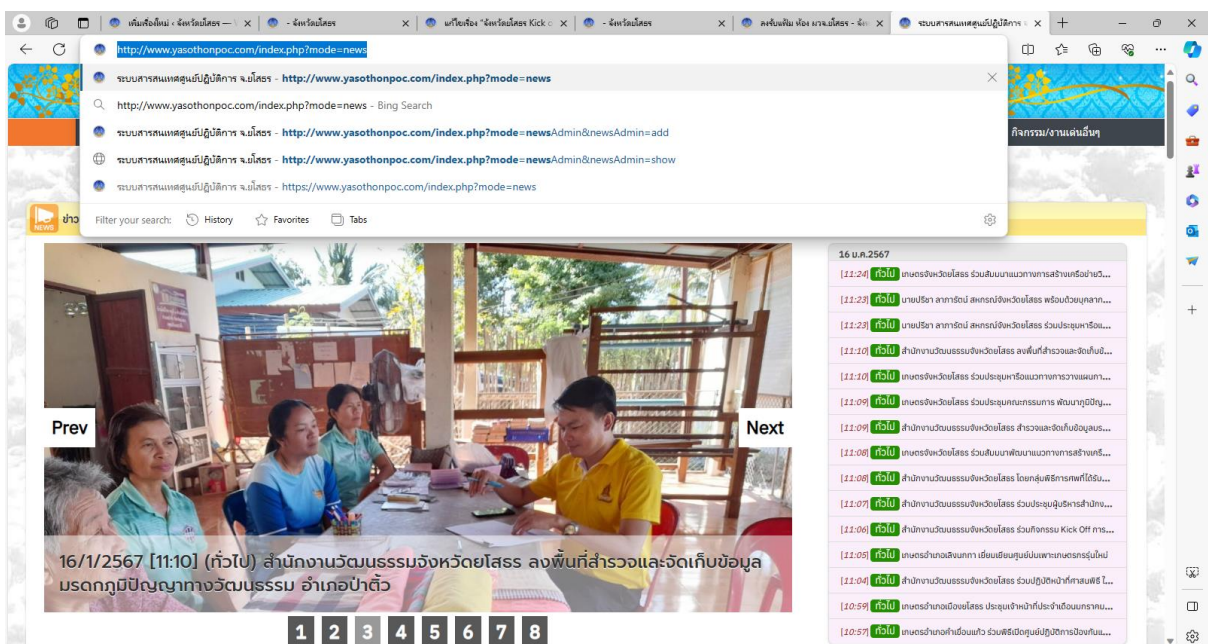 เพิ่มเรื่องใหม่ ‹ จังหวัดยโสธร —
- จังหวัดยโสธร
แก้ไขเรื่อง "จังหวัดยโสธร Kick
- จังหวัดยโสธร
ลงรับแฟ้ม ห้อง ผวจ.ยโสธร -
ระบบสารสนเทศศูนย์ปฏิบัติการ
http://www.yasothonpoc.com/index.php?mode=news
ระบบสารสนเทศศูนย์ปฏิบัติการ จ.ยโสธร - http://www.yasothonpoc.com/index.php?mode=news
http://www.yasothonpoc.com/index.php?mode=news - Bing Search
ระบบสารสนเทศศูนย์ปฏิบัติการ จ.ยโสธร - http://www.yasothonpoc.com/index.php?mode=newsAdmin&newsAdmin=add
ระบบสารสนเทศศูนย์ปฏิบัติการ จ.ยโสธร - http://www.yasothonpoc.com/index.php?mode=newsAdmin&newsAdmin=show
ระบบสารสนเทศศูนย์ปฏิบัติการ จ.ยโสธร - https://www.yasothonpoc.com/index.php?mode=news
Filter your search: History Favorites Tabs
กิจกรรม/งานเด่นอื่นๆ
NEWS ข่าว
Prev
Next
16/1/2567 [11:10] (ทั่วไป) สำนักงานวัฒนธรรมจังหวัดยโสธร ลงพื้นที่สำรวจและจัดเก็บข้อมูล
มรดกภูมิปัญญาทางวัฒนธรรม อำเภอป่าติ้ว
1 2 3 4 5 6 7 8
16 ม.ค.2567
[11:24] ทั่วไป เกษตรจังหวัดยโสธร ร่วมสัมมนาแนวทางการสร้างเครือข่ายวิ...
[11:23] ทั่วไป นายปรีชา ลาภารัตน์ สหกรณ์จังหวัดยโสธร พร้อมด้วยบุคลาก...
[11:23] ทั่วไป นายปรีชา ลาภารัตน์ สหกรณ์จังหวัดยโสธร ร่วมประชุมหารือแ...
[11:10] ทั่วไป สำนักงานวัฒนธรรมจังหวัดยโสธร ลงพื้นที่สำรวจและจัดเก็บข้...
[11:10] ทั่วไป เกษตรจังหวัดยโสธร ร่วมประชุมหารือแนวทางการวางแผนกา...
[11:09] ทั่วไป เกษตรจังหวัดยโสธร ร่วมประชุมคณะกรรมการ พัฒนาภูมิปัญ...
[11:09] ทั่วไป สำนักงานวัฒนธรรมจังหวัดยโสธร สำรวจและจัดเก็บข้อมูลมร...
[11:08] ทั่วไป เกษตรจังหวัดยโสธร ร่วมสัมมนาพัฒนาแนวทางการสร้างเครื...
[11:08] ทั่วไป สำนักงานวัฒนธรรมจังหวัดยโสธร โดยกลุ่มพิธีการศพที่ได้รับ...
[11:07] ทั่วไป สำนักงานวัฒนธรรมจังหวัดยโสธร ร่วมประชุมผู้บริหารสำนักง...
[11:06] ทั่วไป สำนักงานวัฒนธรรมจังหวัดยโสธร ร่วมกิจกรรม Kick Off การ...
[11:05] ทั่วไป เกษตรอำเภอเลิงนกทา เยี่ยมเยียนศูนย์บ่มเพาะเกษตรกรรุ่นใหม่
[11:04] ทั่วไป สำนักงานวัฒนธรรมจังหวัดยโสธร ร่วมปฏิบัติหน้าที่ศาสนพิธี ใ...
[10:59] ทั่วไป เกษตรอำเภอเมืองยโสธร ประชุมเจ้าหน้าที่ประจำเดือนมกราคม...
[10:57] ทั่วไป เกษตรอำเภอคำเขื่อนแก้ว ร่วมพิธีเปิดศูนย์ปฏิบัติการป้องกันแ...